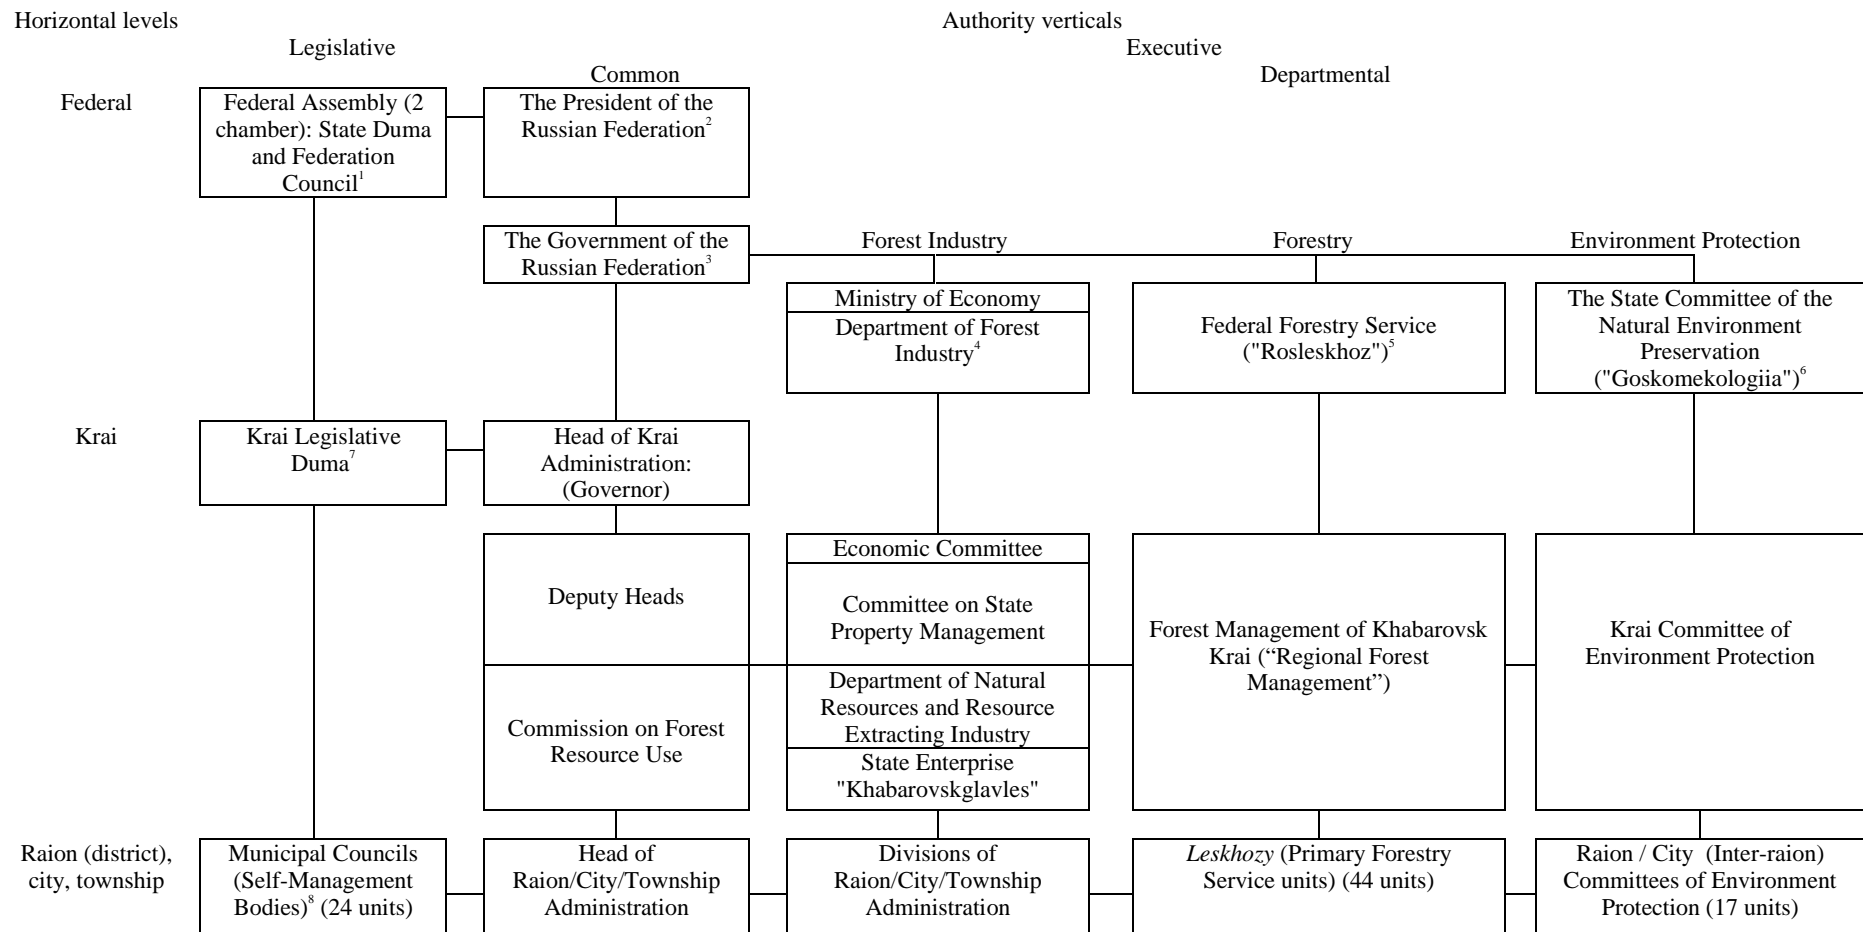 Horizontal levels
Authority verticals
Legislative
Executive
Common
Departmental
Federal
Federal Assembly (2
chamber): State Duma
and Federation
Council1
The President of the
Russian Federation2
The Government of the
Russian Federation3
Forest Industry
Forestry
Environment Protection
Ministry of Economy
Department of Forest
Industry4
Federal Forestry Service
("Rosleskhoz")5
The State Committee of the
Natural Environment
Preservation
("Goskomekologiia")6
Krai
Krai Legislative
Duma7
Head of Krai
Administration:
(Governor)
Deputy Heads
Commission on Forest
Resource Use
Economic Committee
Committee on State
Property Management
Department of Natural
Resources and Resource
Extracting Industry
State Enterprise
"Khabarovskglavles"
Forest Management of Khabarovsk
Krai (“Regional Forest
Management”)
Krai Committee of
Environment Protection
Raion (district),
city, township
Municipal Councils
(Self-Management
Bodies)8 (24 units)
Head of
Raion/City/Township
Administration
Divisions of
Raion/City/Township
Administration
Leskhozy (Primary Forestry
Service units) (44 units)
Raion / City (Inter-raion)
Committees of Environment
Protection (17 units)